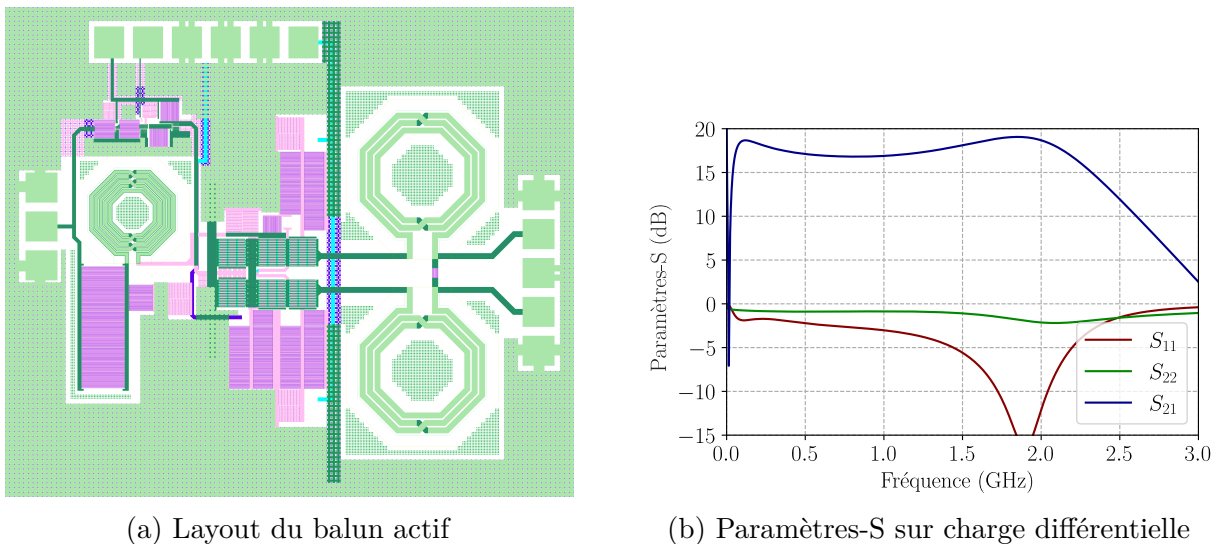 20
15
10
5
0
−5
−10
−15
Paramètres-S (dB)
0.0 0.5 1.0 1.5 2.0 2.5 3.0
Fréquence (GHz)
S₁₁
S₂₂
S₂₁
(a) Layout du balun actif
(b) Paramètres-S sur charge différentielle